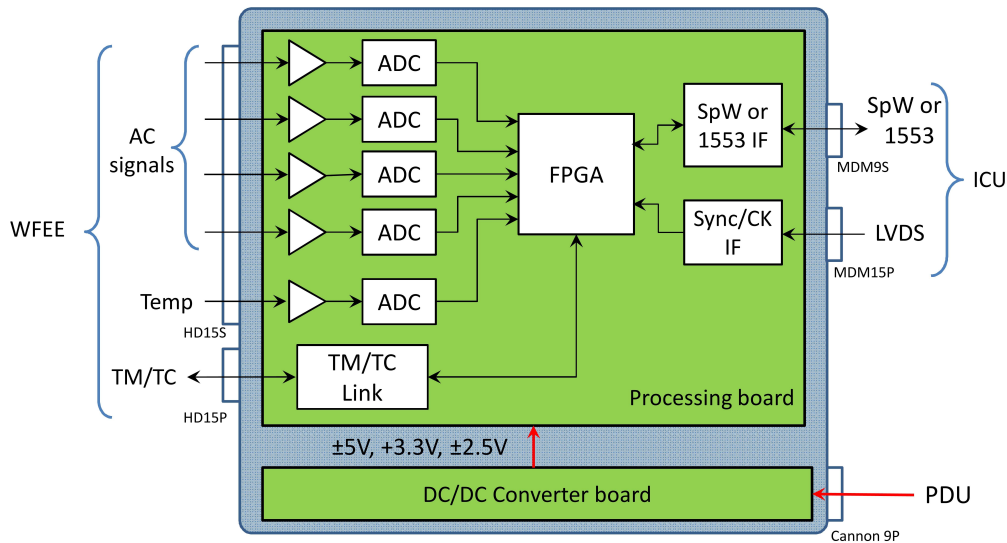 WFEE
AC
signals
Temp
TM/TC
HD15S
HD15P
ADC
ADC
ADC
ADC
ADC
TM/TC
Link
FPGA
SpW or
1553 IF
Sync/CK
IF
Processing board
SpW or
1553
MDM9S
LVDS
MDM15P
ICU
±5V, +3.3V, ±2.5V
DC/DC Converter board
PDU
Cannon 9P